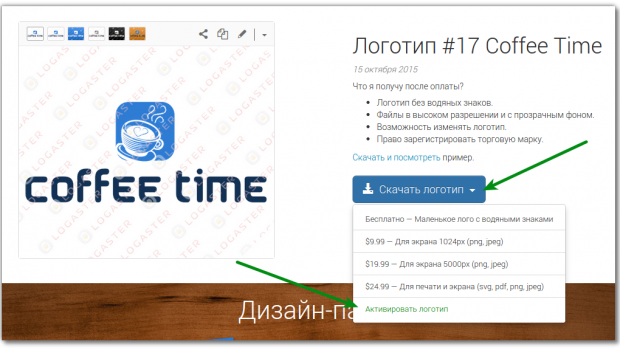 Логотип #17 Coffee Time
15 октября 2015
Что я получу после оплаты?
Логотип без водяных знаков.
Файлы в высоком разрешении и с прозрачным фоном.
Возможность изменять логотип.
Право зарегистрировать торговую марку.
Скачать и посмотреть пример.
Скачать логотип
Бесплатно — Маленькое лого с водяными знаками
$9.99 — Для экрана 1024px (png, jpeg)
$19.99 — Для экрана 5000px (png, jpeg)
$24.99 — Для печати и экрана (svg, pdf, png, jpeg)
Активировать логотип
coffee time
LOGASTER
Дизайн-па